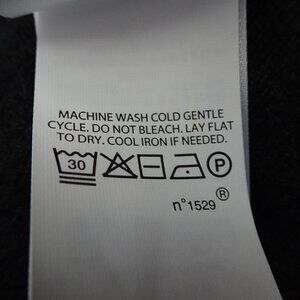 MACHINE WASH COLD GENTLE
CYCLE. DO NOT BLEACH. LAY FLAT
TO DRY. COOL IRON IF NEEDED.
30 P
n°1529 ®